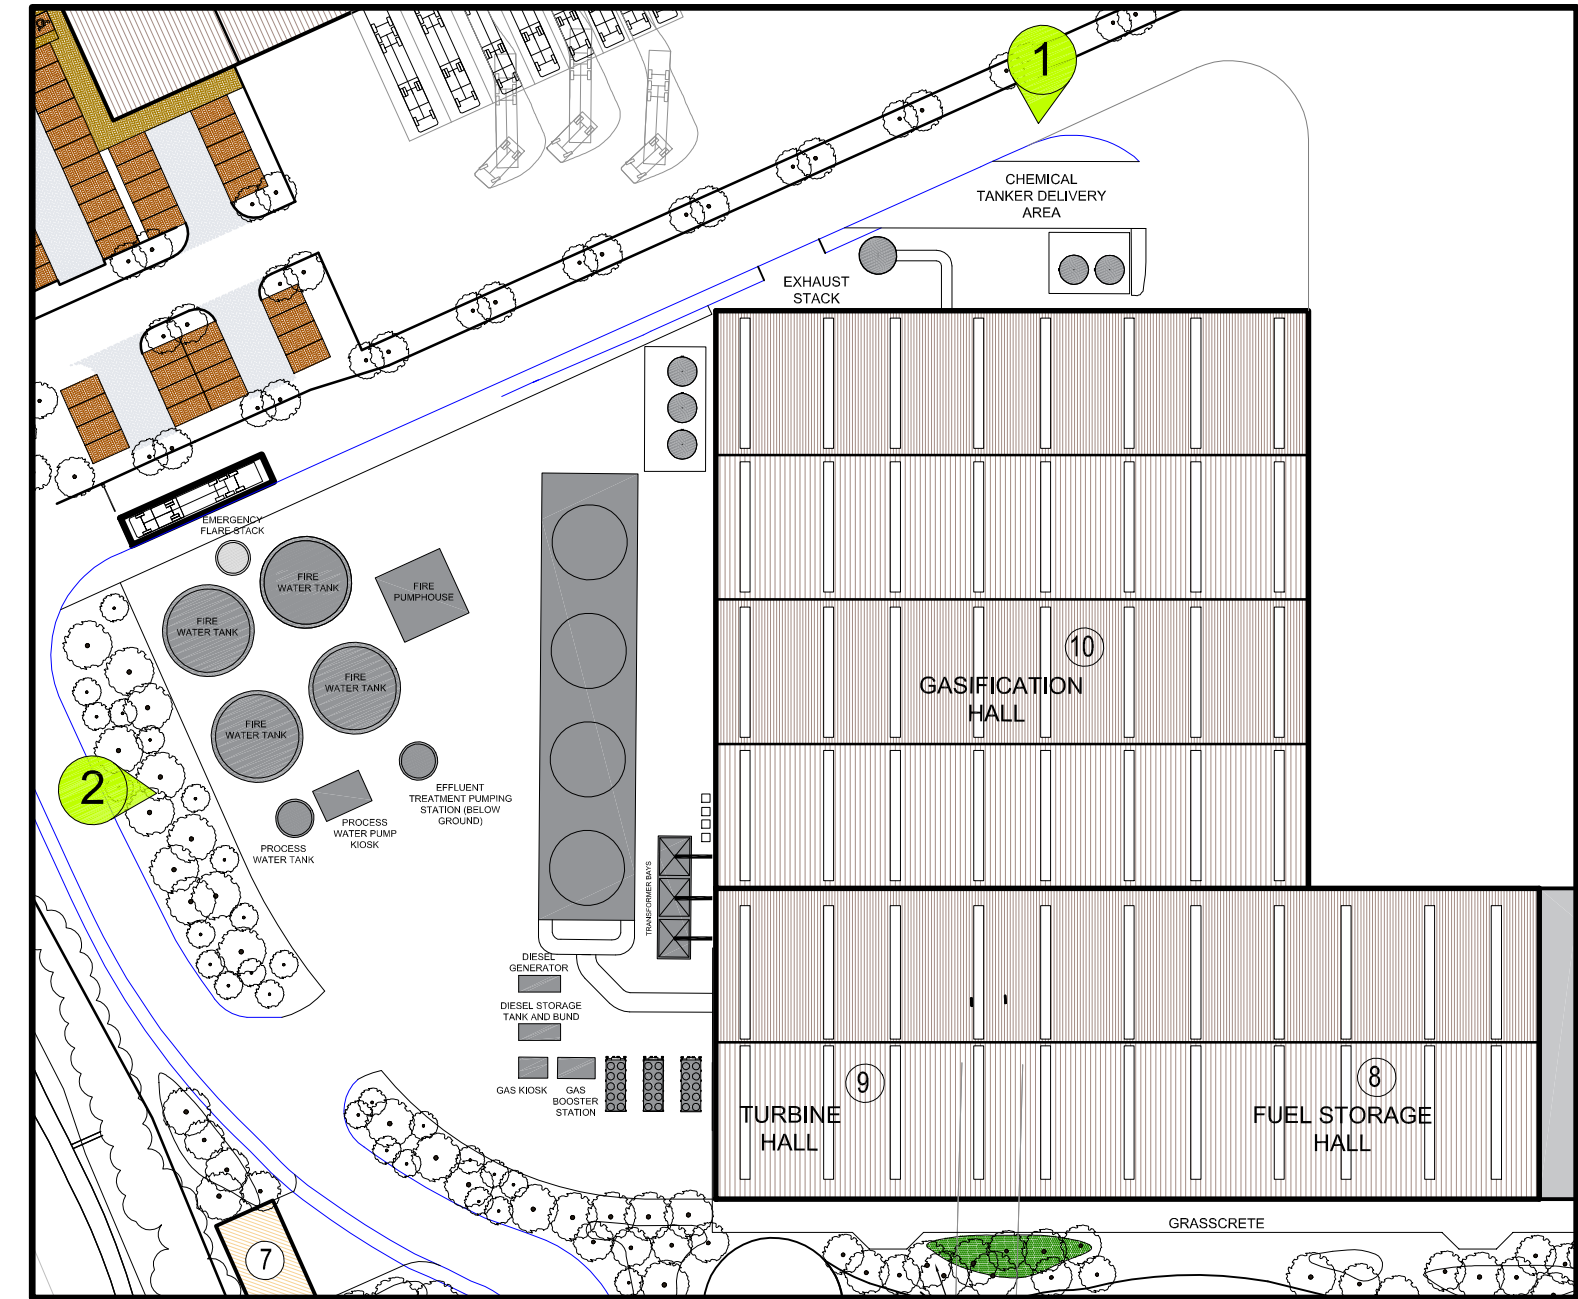 1
CHEMICAL
TANKER DELIVERY
AREA
EXHAUST
STACK
EMERGENCY
FLARE STACK
FIRE
WATER TANK
FIRE
PUMPHOUSE
FIRE
WATER TANK
FIRE
WATER TANK
FIRE
WATER TANK
10
GASIFICATION
HALL
2
EFFLUENT
TREATMENT PUMPING
STATION (BELOW
GROUND)
PROCESS
WATER PUMP
KIOSK
PROCESS
WATER TANK
TRANSFORMER BAYS
DIESEL
GENERATOR
DIESEL STORAGE
TANK AND BUND
GAS KIOSK
GAS
BOOSTER
STATION
9
TURBINE
HALL
8
FUEL STORAGE
HALL
GRASSCRETE
7